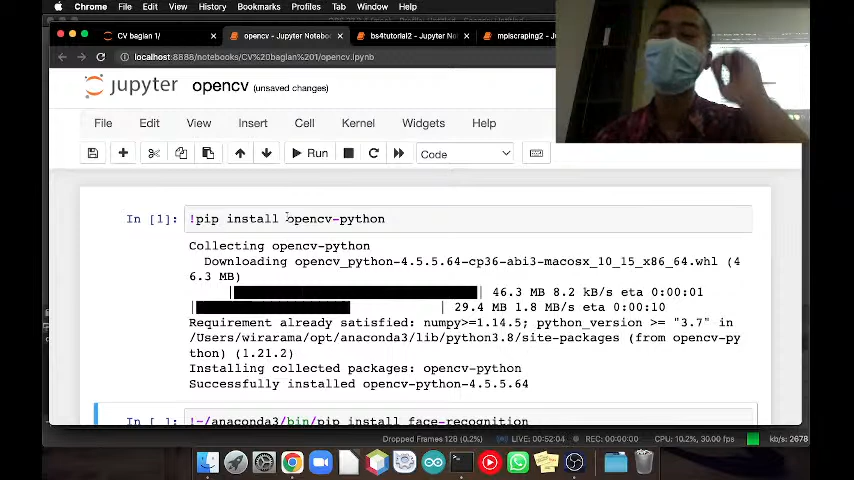 Chrome File Edit View History Bookmarks Profiles Tab Window Help
CV bagian 1/
opencv - Jupyter Noteboo
bs4tutorial2 - Jupyter Note
mplscraping2 - Jup
localhost:8888/notebooks/CV%20bagian%201/opencv.ipynb
jupyter opencv (unsaved changes)
File Edit View Insert Cell Kernel Widgets Help
Run Code
In [1]: !pip install opencv-python
Collecting opencv-python
Downloading opencv_python-4.5.5.64-cp36-abi3-macosx_10_15_x86_64.whl (4
6.3 MB)
| 46.3 MB 8.2 kB/s eta 0:00:01
| | 29.4 MB 1.8 MB/s eta 0:00:10
Requirement already satisfied: numpy>=1.14.5; python_version >= "3.7" in
/Users/wirarama/opt/anaconda3/lib/python3.8/site-packages (from opencv-py
thon) (1.21.2)
Installing collected packages: opencv-python
Successfully installed opencv-python-4.5.5.64
In [ ]: !~/anaconda3/bin/pip install face-recognition
Dropped Frames 128 (0.2%) LIVE: 00:52:04 REC: 00:00:00 CPU: 10.2%, 30.00 fps kb/s: 2678